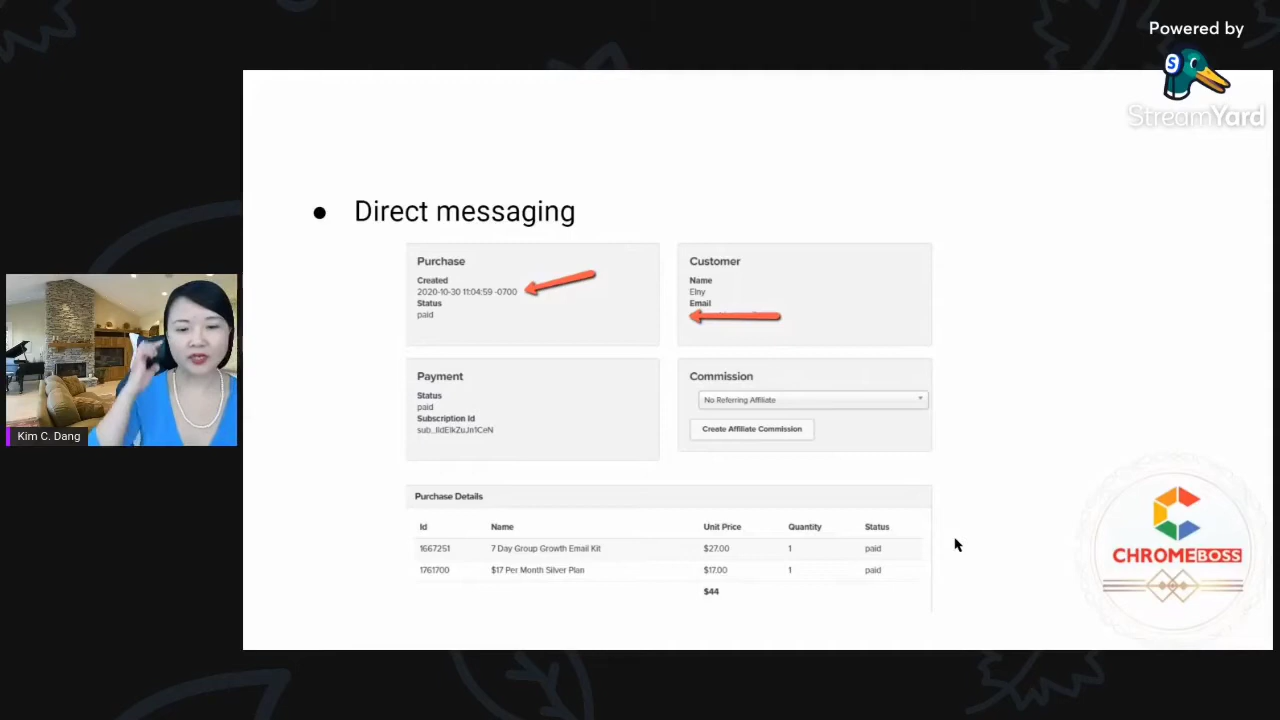 Powered by
StreamYard
Direct messaging
Purchase
Created
2020-10-30 11:04:59 -0700
Status
paid
Customer
Name
Elny
Email
Payment
Status
paid
Subscription Id
Commission
No Referring Affiliate
Create Affiliate Commission
Purchase Details
Id Name Unit Price Quantity Status
1667251 7 Day Group Growth Email Kit $27.00 1 paid
1761700 $17 Per Month Silver Plan $17.00 1 paid
$44
Kim C. Dang
CHROMEBOSS